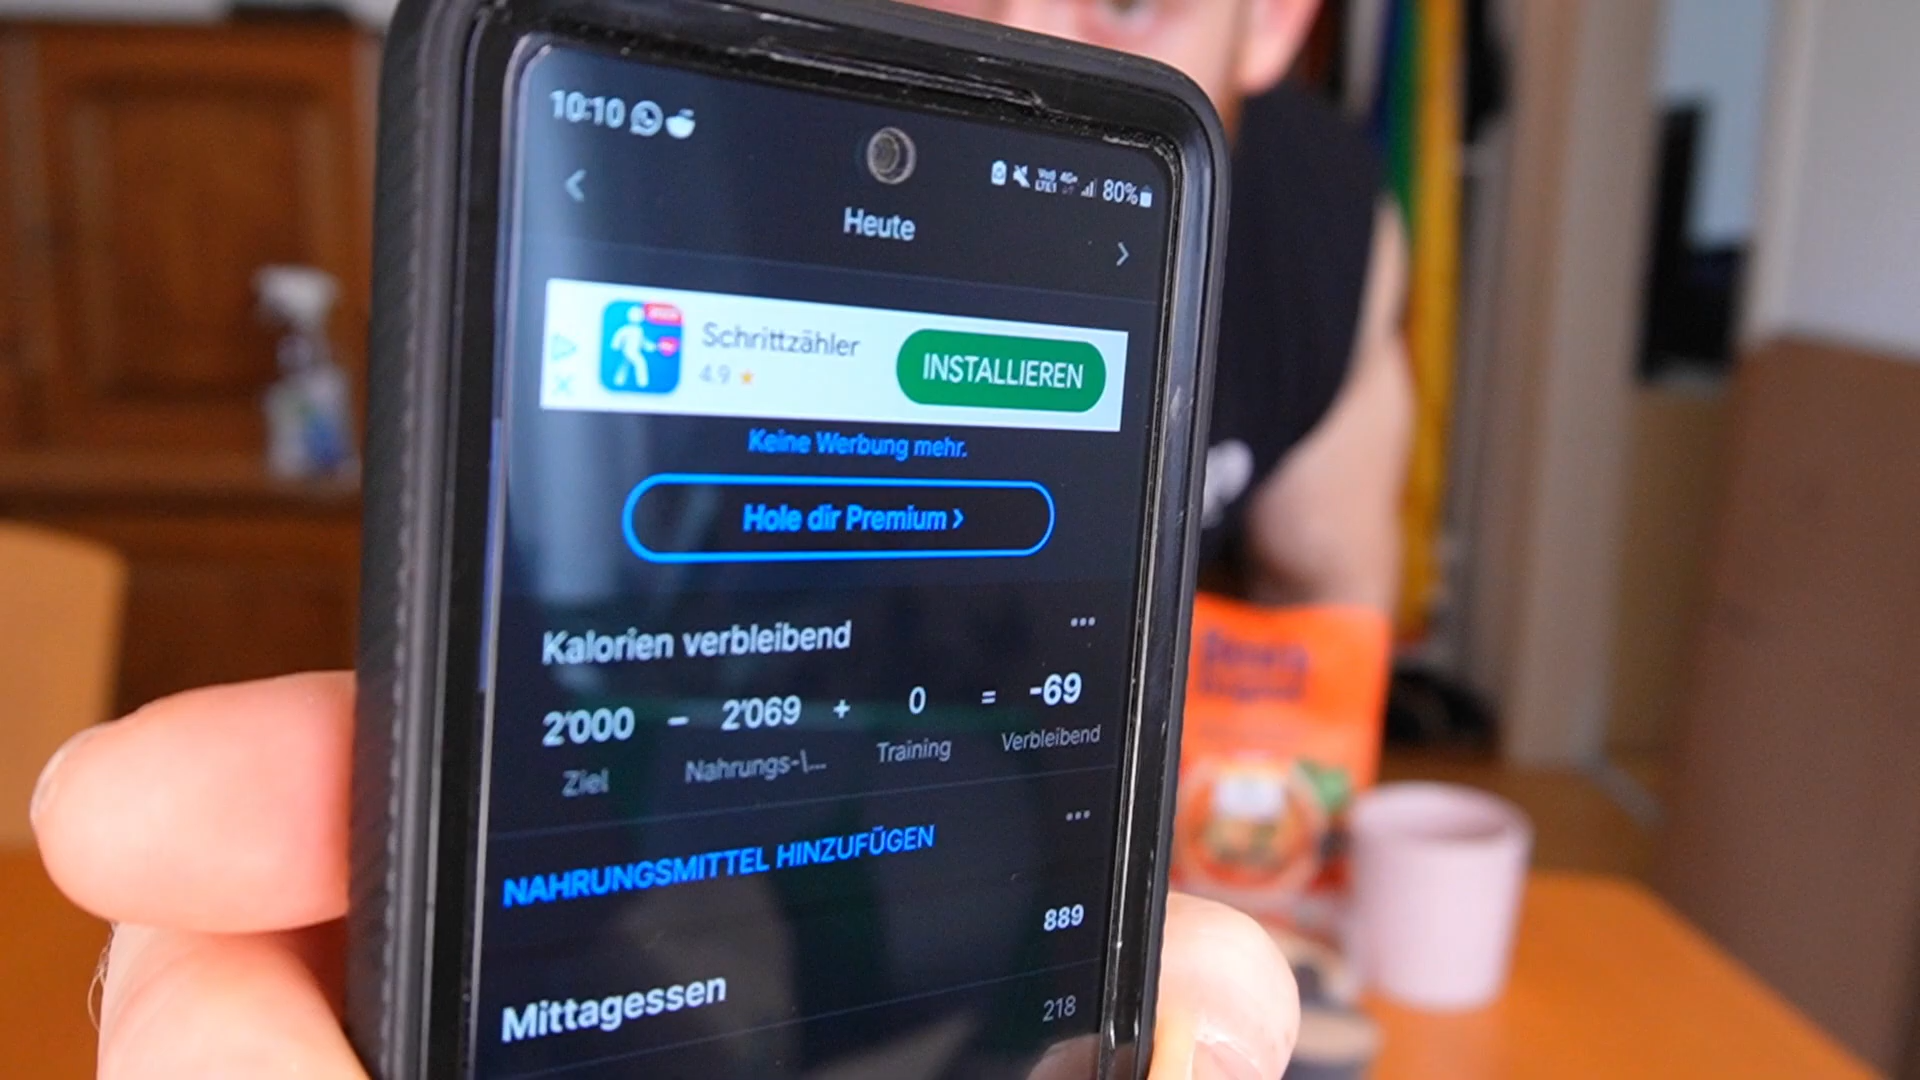 10:10
80%
Heute
Schrittzähler
4.9
INSTALLIEREN
Keine Werbung mehr.
Hole dir Premium >
Kalorien verbleibend
2'000 - 2'069 + 0 = -69
Ziel Nahrungs-\... Training Verbleibend
NAHRUNGSMITTEL HINZUFÜGEN
889
Mittagessen
218